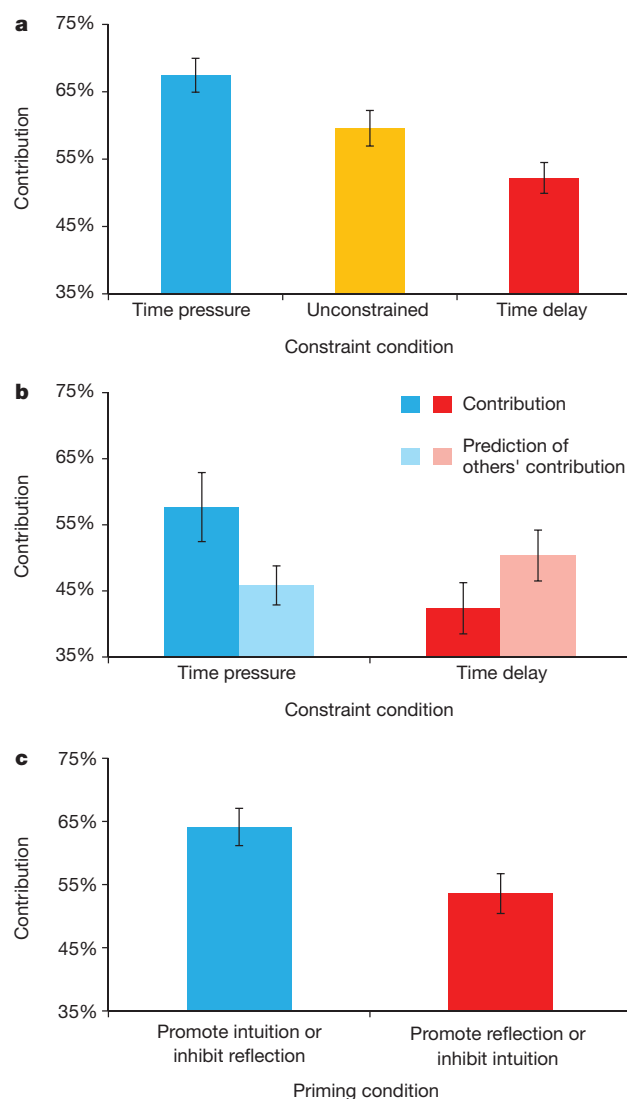 a
75%
65%
55%
45%
35%
Contribution
Time pressure Unconstrained Time delay
Constraint condition
b
75%
65%
55%
45%
35%
Contribution
Contribution
Prediction of
others' contribution
Time pressure Time delay
Constraint condition
c
75%
65%
55%
45%
35%
Contribution
Promote intuition or
inhibit reflection
Promote reflection or
inhibit intuition
Priming condition